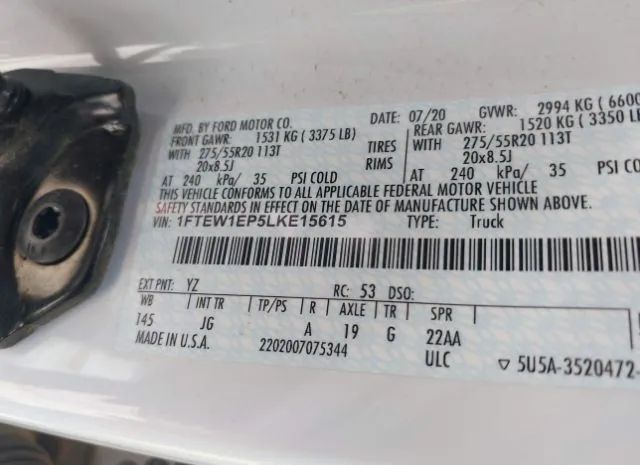 MFD. BY FORD MOTOR CO. DATE: 07/20 GVWR: 2994 KG ( 6600
FRONT GAWR: 1531 KG ( 3375 LB) REAR GAWR: 1520 KG ( 3350 LB
WITH 275/55R20 113T TIRES WITH 275/55R20 113T
20x8.5J RIMS 20x8.5J
AT 240 kPa/ 35 PSI COLD AT 240 kPa/ 35 PSI CO
THIS VEHICLE CONFORMS TO ALL APPLICABLE FEDERAL MOTOR VEHICLE
SAFETY STANDARDS IN EFFECT ON THE DATE OF MANUFACTURE SHOWN ABOVE.
VIN: 1FTEW1EP5LKE15615 TYPE: Truck
EXT PNT: YZ RC: 53 DSO:
WB INT TR TP/PS R AXLE TR SPR
145 JG A 19 G 22AA
MADE IN U.S.A. 2202007075344 ULC ▽ 5U5A-3520472-